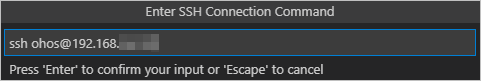 Enter SSH Connection Command
ssh ohos@192.168.
Press 'Enter' to confirm your input or 'Escape' to cancel